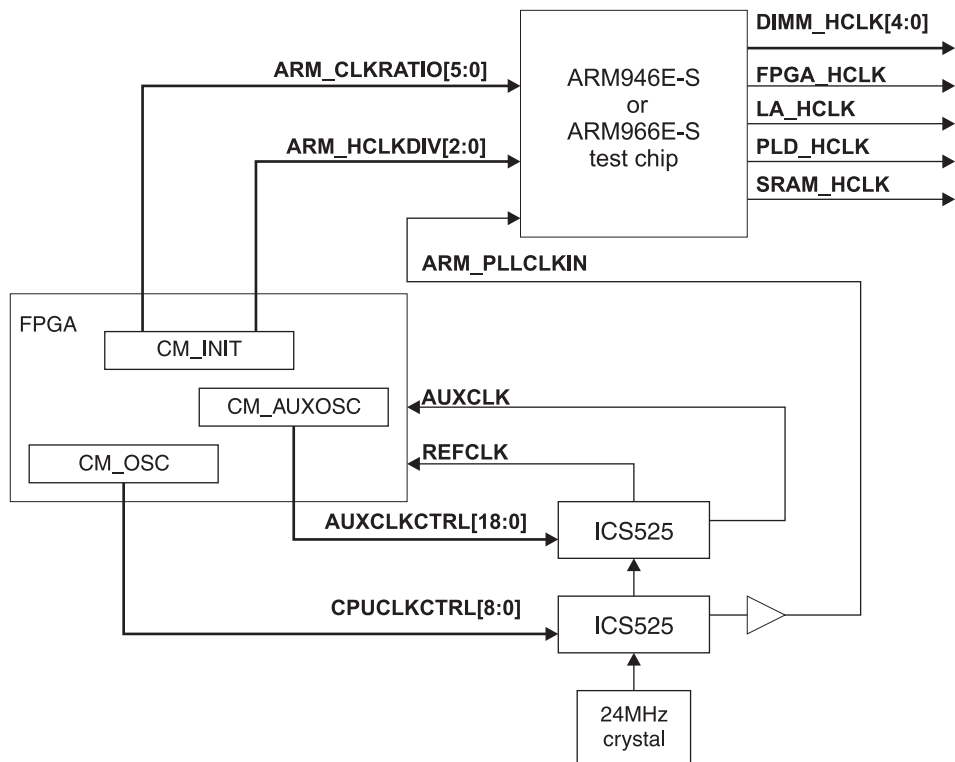 DIMM_HCLK[4:0]
ARM_CLKRATIO[5:0]
ARM946E-S
or
ARM966E-S
test chip
FPGA_HCLK
LA_HCLK
ARM_HCLKDIV[2:0]
PLD_HCLK
SRAM_HCLK
ARM_PLLCLKIN
FPGA
CM_INIT
CM_AUXOSC
AUXCLK
CM_OSC
REFCLK
AUXCLKCTRL[18:0]
ICS525
CPUCLKCTRL[8:0]
ICS525
24MHz
crystal